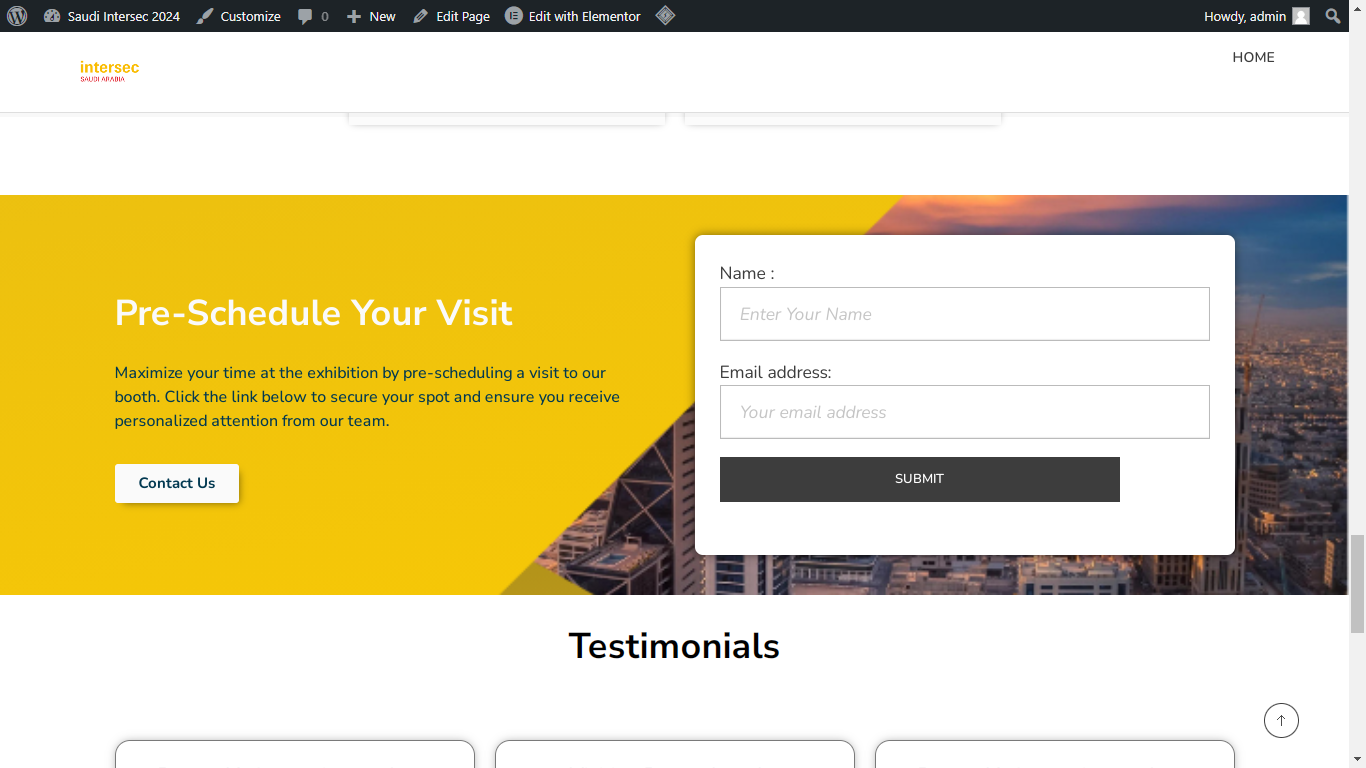 Saudi Intersec 2024 Customize 0 New Edit Page Edit with Elementor Howdy, admin
intersec
SAUDI ARABIA
HOME
Pre-Schedule Your Visit
Maximize your time at the exhibition by pre-scheduling a visit to our
booth. Click the link below to secure your spot and ensure you receive
personalized attention from our team.
Contact Us
Name :
Enter Your Name
Email address:
Your email address
SUBMIT
Testimonials